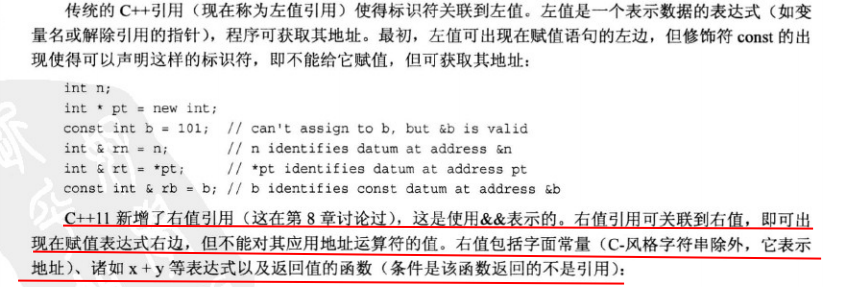 传统的 C++引用（现在称为左值引用）使得标识符关联到左值。左值是一个表示数据的表达式（如变
量名或解除引用的指针），程序可获取其地址。最初，左值可出现在赋值语句的左边，但修饰符 const 的出
现使得可以声明这样的标识符，即不能给它赋值，但可获取其地址：
int n;
int * pt = new int;
const int b = 101;  // can't assign to b, but &b is valid
int & rn = n;       // n identifies datum at address &n
int & rt = *pt;     // *pt identifies datum at address pt
const int & rb = b; // b identifies const datum at address &b
C++11 新增了右值引用（这在第 8 章讨论过），这是使用&&表示的。右值引用可关联到右值，即可出
现在赋值表达式右边，但不能对其应用地址运算符的值。右值包括字面常量（C-风格字符串除外，它表示
地址）、诸如 x + y 等表达式以及返回值的函数（条件是该函数返回的不是引用）：